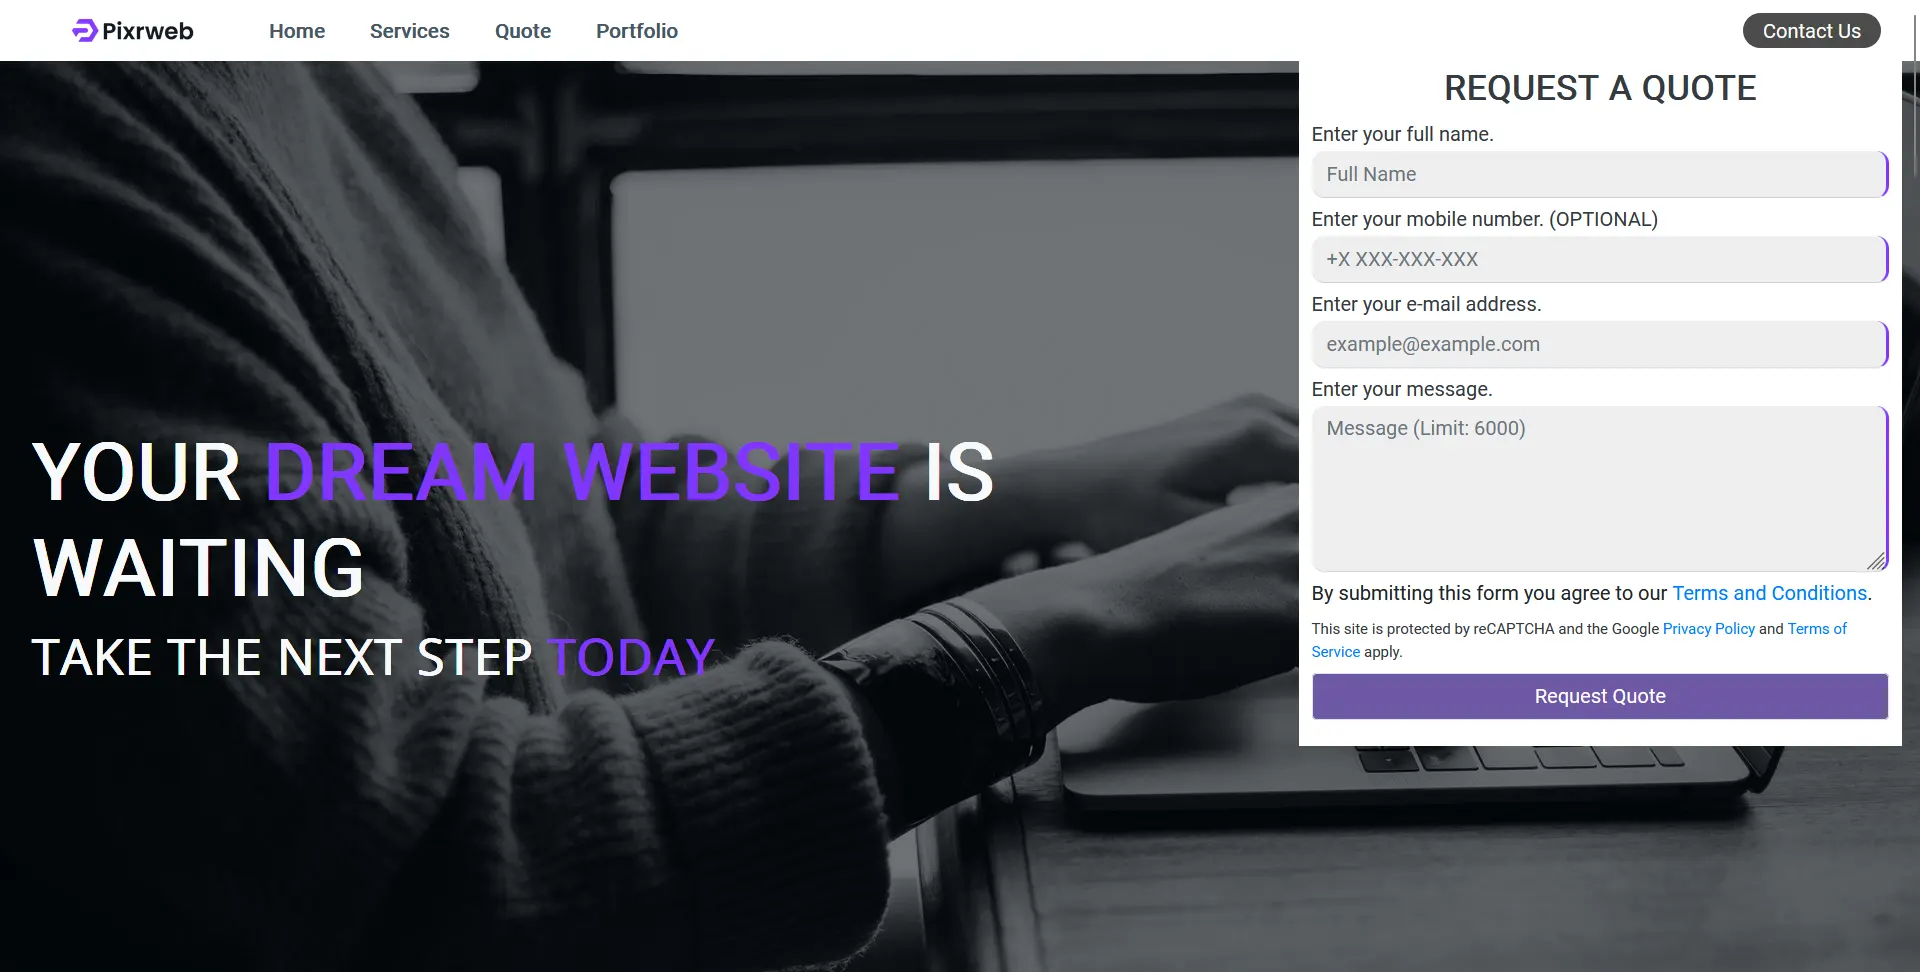 Pixrweb
Home
Services
Quote
Portfolio
Contact Us
YOUR DREAM WEBSITE IS
WAITING
TAKE THE NEXT STEP TODAY
REQUEST A QUOTE
Enter your full name.
Full Name
Enter your mobile number. (OPTIONAL)
+X XXX-XXX-XXX
Enter your e-mail address.
example@example.com
Enter your message.
Message (Limit: 6000)
By submitting this form you agree to our Terms and Conditions.
This site is protected by reCAPTCHA and the Google Privacy Policy and Terms of
Service apply.
Request Quote